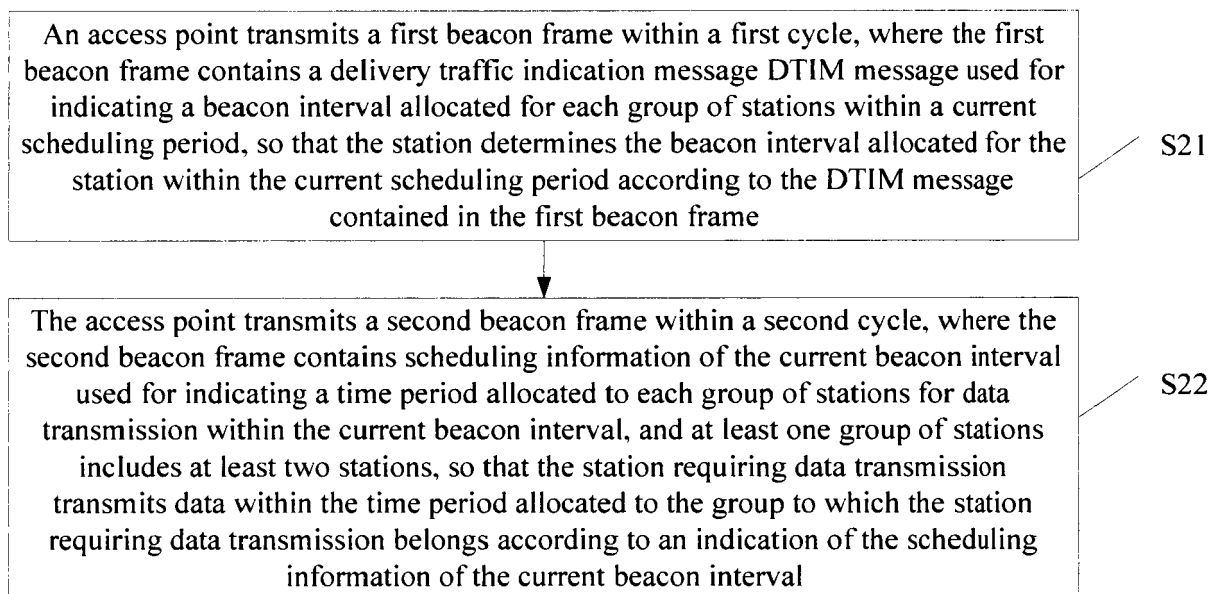 An access point transmits a first beacon frame within a first cycle, where the first
beacon frame contains a delivery traffic indication message DTIM message used for
indicating a beacon interval allocated for each group of stations within a current
scheduling period, so that the station determines the beacon interval allocated for the
station within the current scheduling period according to the DTIM message
contained in the first beacon frame
S21
The access point transmits a second beacon frame within a second cycle, where the
second beacon frame contains scheduling information of the current beacon interval
used for indicating a time period allocated to each group of stations for data
transmission within the current beacon interval, and at least one group of stations
includes at least two stations, so that the station requiring data transmission
transmits data within the time period allocated to the group to which the station
requiring data transmission belongs according to an indication of the scheduling
information of the current beacon interval
S22